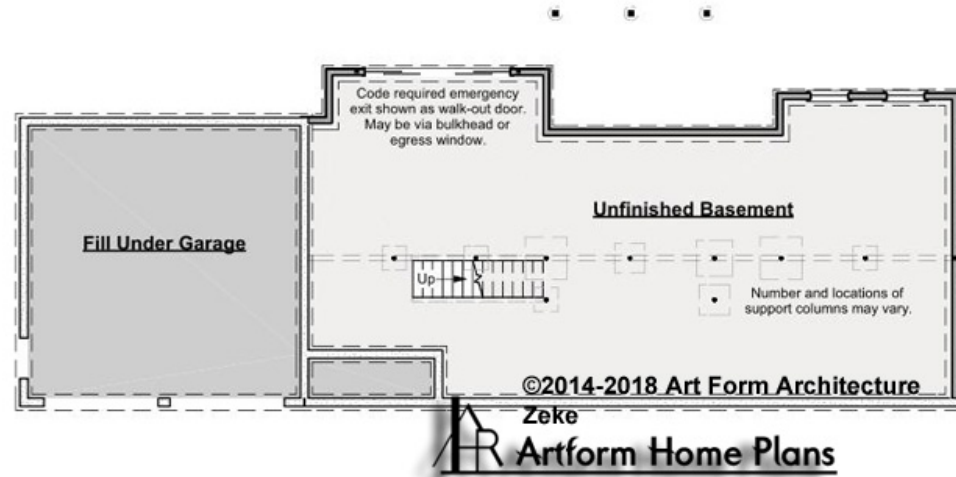 Code required emergency
exit shown as walk-out door.
May be via bulkhead or
egress window.
Unfinished Basement
Fill Under Garage
Up
Number and locations of
support columns may vary.
©2014-2018 Art Form Architecture
Zeke
AR
Artform Home Plans